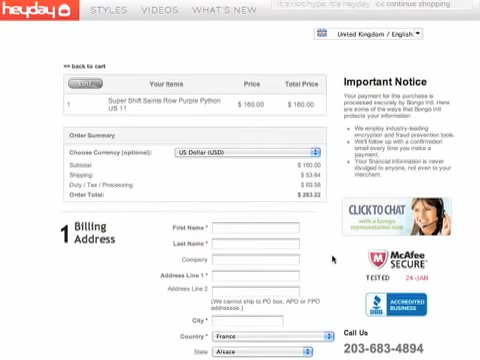 heyday
STYLES VIDEOS WHAT'S NEW
It's not hype. It's heyday << continue shopping
United Kingdom / English
<< back to cart
EDIT Your Items Price Total Price
1 Super Shift Sainla Row Purple Python US 11 $ 160.00 $ 160.00
Order Summary
Choose Currency (optional): US Dollar (USD)
Subtotal: $ 160.00
Shipping: $ 53.64
Duty / Tax / Processing: $ 69.58
Order Total: $ 283.22
1 Billing Address
First Name *
Last Name *
Company
Address Line 1 *
Address Line 2
(We cannot ship to PO box, APO or FPO addresses.)
City *
Country * France
State Alsace
Important Notice
Your payment for this purchase is
processed securely by Bongo Intl. Here
are some of the ways that Bongo Intl
protects your information:
We employ industry-leading
encryption and fraud prevention tools.
We'll follow up with a confirmation
email every time you make a
payment.
Your financial information is never
divulged to anyone, not even to your
merchant.
CLICK TO CHAT
with a bongo
representative now
McAfee
SECURE
TESTED 24-JAN
BBB ACCREDITED
BUSINESS
Call Us
203-683-4894